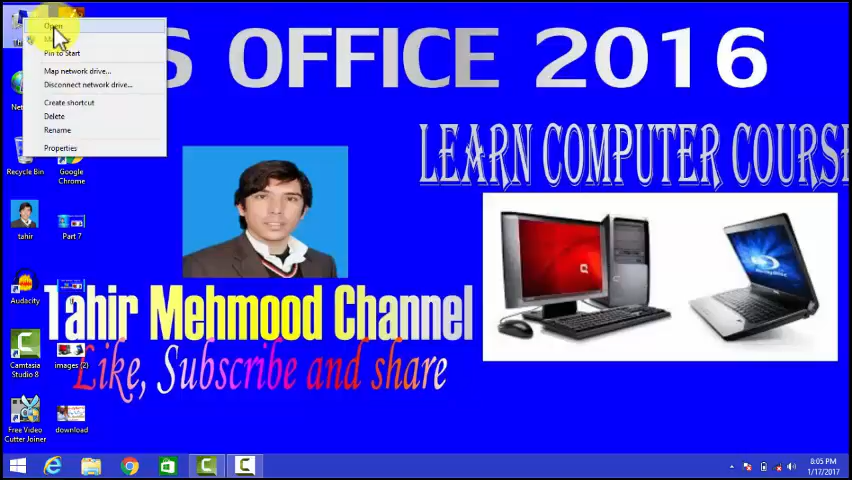 Open
Pin to Start
Map network drive...
Disconnect network drive...
Create shortcut
Delete
Rename
Properties
S OFFICE 2016
LEARN COMPUTER COURS
Recycle Bin
Google
Chrome
tahir
Part 7
Audacity
Tahir Mehmood Channel
Like, Subscribe and share
Camtasia
Studio 8
images (2)
Free Video
Cutter Joiner
download
8:05 PM
1/17/2017